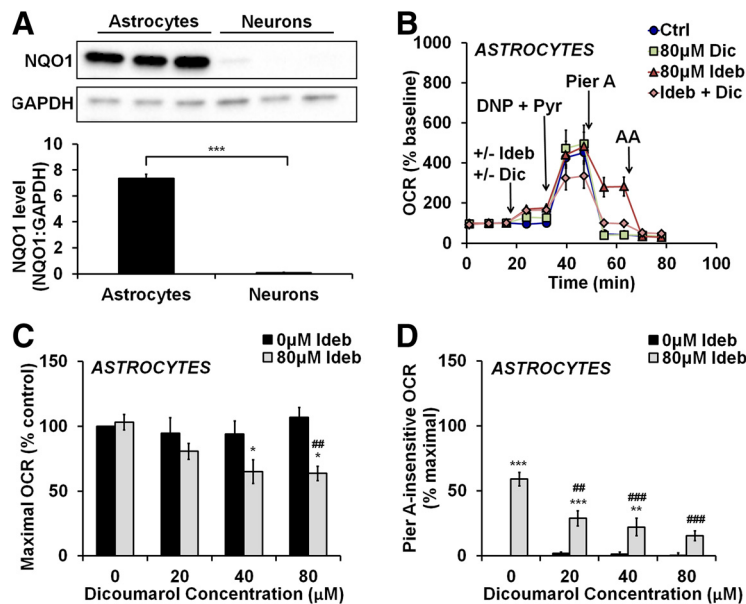 A
Astrocytes Neurons
NQO1
GAPDH
NQO1 level
(NQO1:GAPDH)
10
8
6
4
2
0
***
Astrocytes Neurons
B
ASTROCYTES
Ctrl
80µM Dic
80µM Ideb
Ideb + Dic
OCR (% baseline)
1000
800
600
400
200
0
+/- Ideb
+/- Dic
DNP + Pyr
Pier A
AA
0 20 40 60 80 100
Time (min)
C
0µM Ideb
80µM Ideb
ASTROCYTES
Maximal OCR (% control)
150
100
50
0
*
##
*
0 20 40 80
Dicoumarol Concentration (µM)
D
0µM Ideb
80µM Ideb
ASTROCYTES
Pier A-insensitive OCR
(% maximal)
150
100
50
0
***
##
***
###
**
###
0 20 40 80
Dicoumarol Concentration (µM)